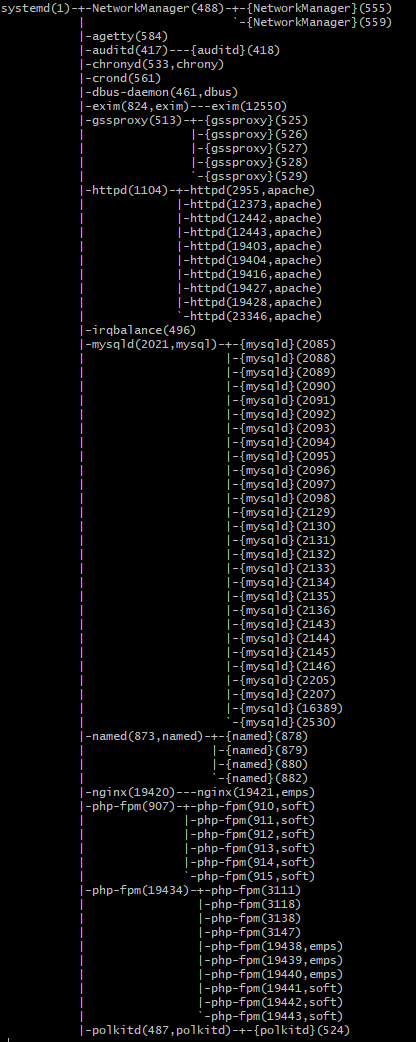 systemd(1)-+-NetworkManager(488)-+-{NetworkManager}(555)
           |                     `-{NetworkManager}(559)
           |-agetty(584)
           |-auditd(417)---{auditd}(418)
           |-chronyd(533,chrony)
           |-crond(561)
           |-dbus-daemon(461,dbus)
           |-exim(824,exim)---exim(12550)
           |-gssproxy(513)-+-{gssproxy}(525)
           |               |-{gssproxy}(526)
           |               |-{gssproxy}(527)
           |               |-{gssproxy}(528)
           |               `-{gssproxy}(529)
           |-httpd(1104)-+-httpd(2955,apache)
           |             |-httpd(12373,apache)
           |             |-httpd(12442,apache)
           |             |-httpd(12443,apache)
           |             |-httpd(19403,apache)
           |             |-httpd(19404,apache)
           |             |-httpd(19416,apache)
           |             |-httpd(19427,apache)
           |             |-httpd(19428,apache)
           |             `-httpd(23346,apache)
           |-irqbalance(496)
           |-mysqld(2021,mysql)-+-{mysqld}(2085)
           |                    |-{mysqld}(2088)
           |                    |-{mysqld}(2089)
           |                    |-{mysqld}(2090)
           |                    |-{mysqld}(2091)
           |                    |-{mysqld}(2092)
           |                    |-{mysqld}(2093)
           |                    |-{mysqld}(2094)
           |                    |-{mysqld}(2095)
           |                    |-{mysqld}(2096)
           |                    |-{mysqld}(2097)
           |                    |-{mysqld}(2098)
           |                    |-{mysqld}(2129)
           |                    |-{mysqld}(2130)
           |                    |-{mysqld}(2131)
           |                    |-{mysqld}(2132)
           |                    |-{mysqld}(2133)
           |                    |-{mysqld}(2134)
           |                    |-{mysqld}(2135)
           |                    |-{mysqld}(2136)
           |                    |-{mysqld}(2143)
           |                    |-{mysqld}(2144)
           |                    |-{mysqld}(2145)
           |                    |-{mysqld}(2146)
           |                    |-{mysqld}(2205)
           |                    |-{mysqld}(2207)
           |                    |-{mysqld}(16389)
           |                    `-{mysqld}(2530)
           |-named(873,named)-+-{named}(878)
           |                  |-{named}(879)
           |                  |-{named}(880)
           |                  `-{named}(882)
           |-nginx(19420)---nginx(19421,emps)
           |-php-fpm(907)-+-php-fpm(910,soft)
           |              |-php-fpm(911,soft)
           |              |-php-fpm(912,soft)
           |              |-php-fpm(913,soft)
           |              |-php-fpm(914,soft)
           |              `-php-fpm(915,soft)
           |-php-fpm(19434)-+-php-fpm(3111)
           |                |-php-fpm(3118)
           |                |-php-fpm(3138)
           |                |-php-fpm(3147)
           |                |-php-fpm(19438,emps)
           |                |-php-fpm(19439,emps)
           |                |-php-fpm(19440,emps)
           |                |-php-fpm(19441,soft)
           |                |-php-fpm(19442,soft)
           |                `-php-fpm(19443,soft)
           |-polkitd(487,polkitd)-+-{polkitd}(524)